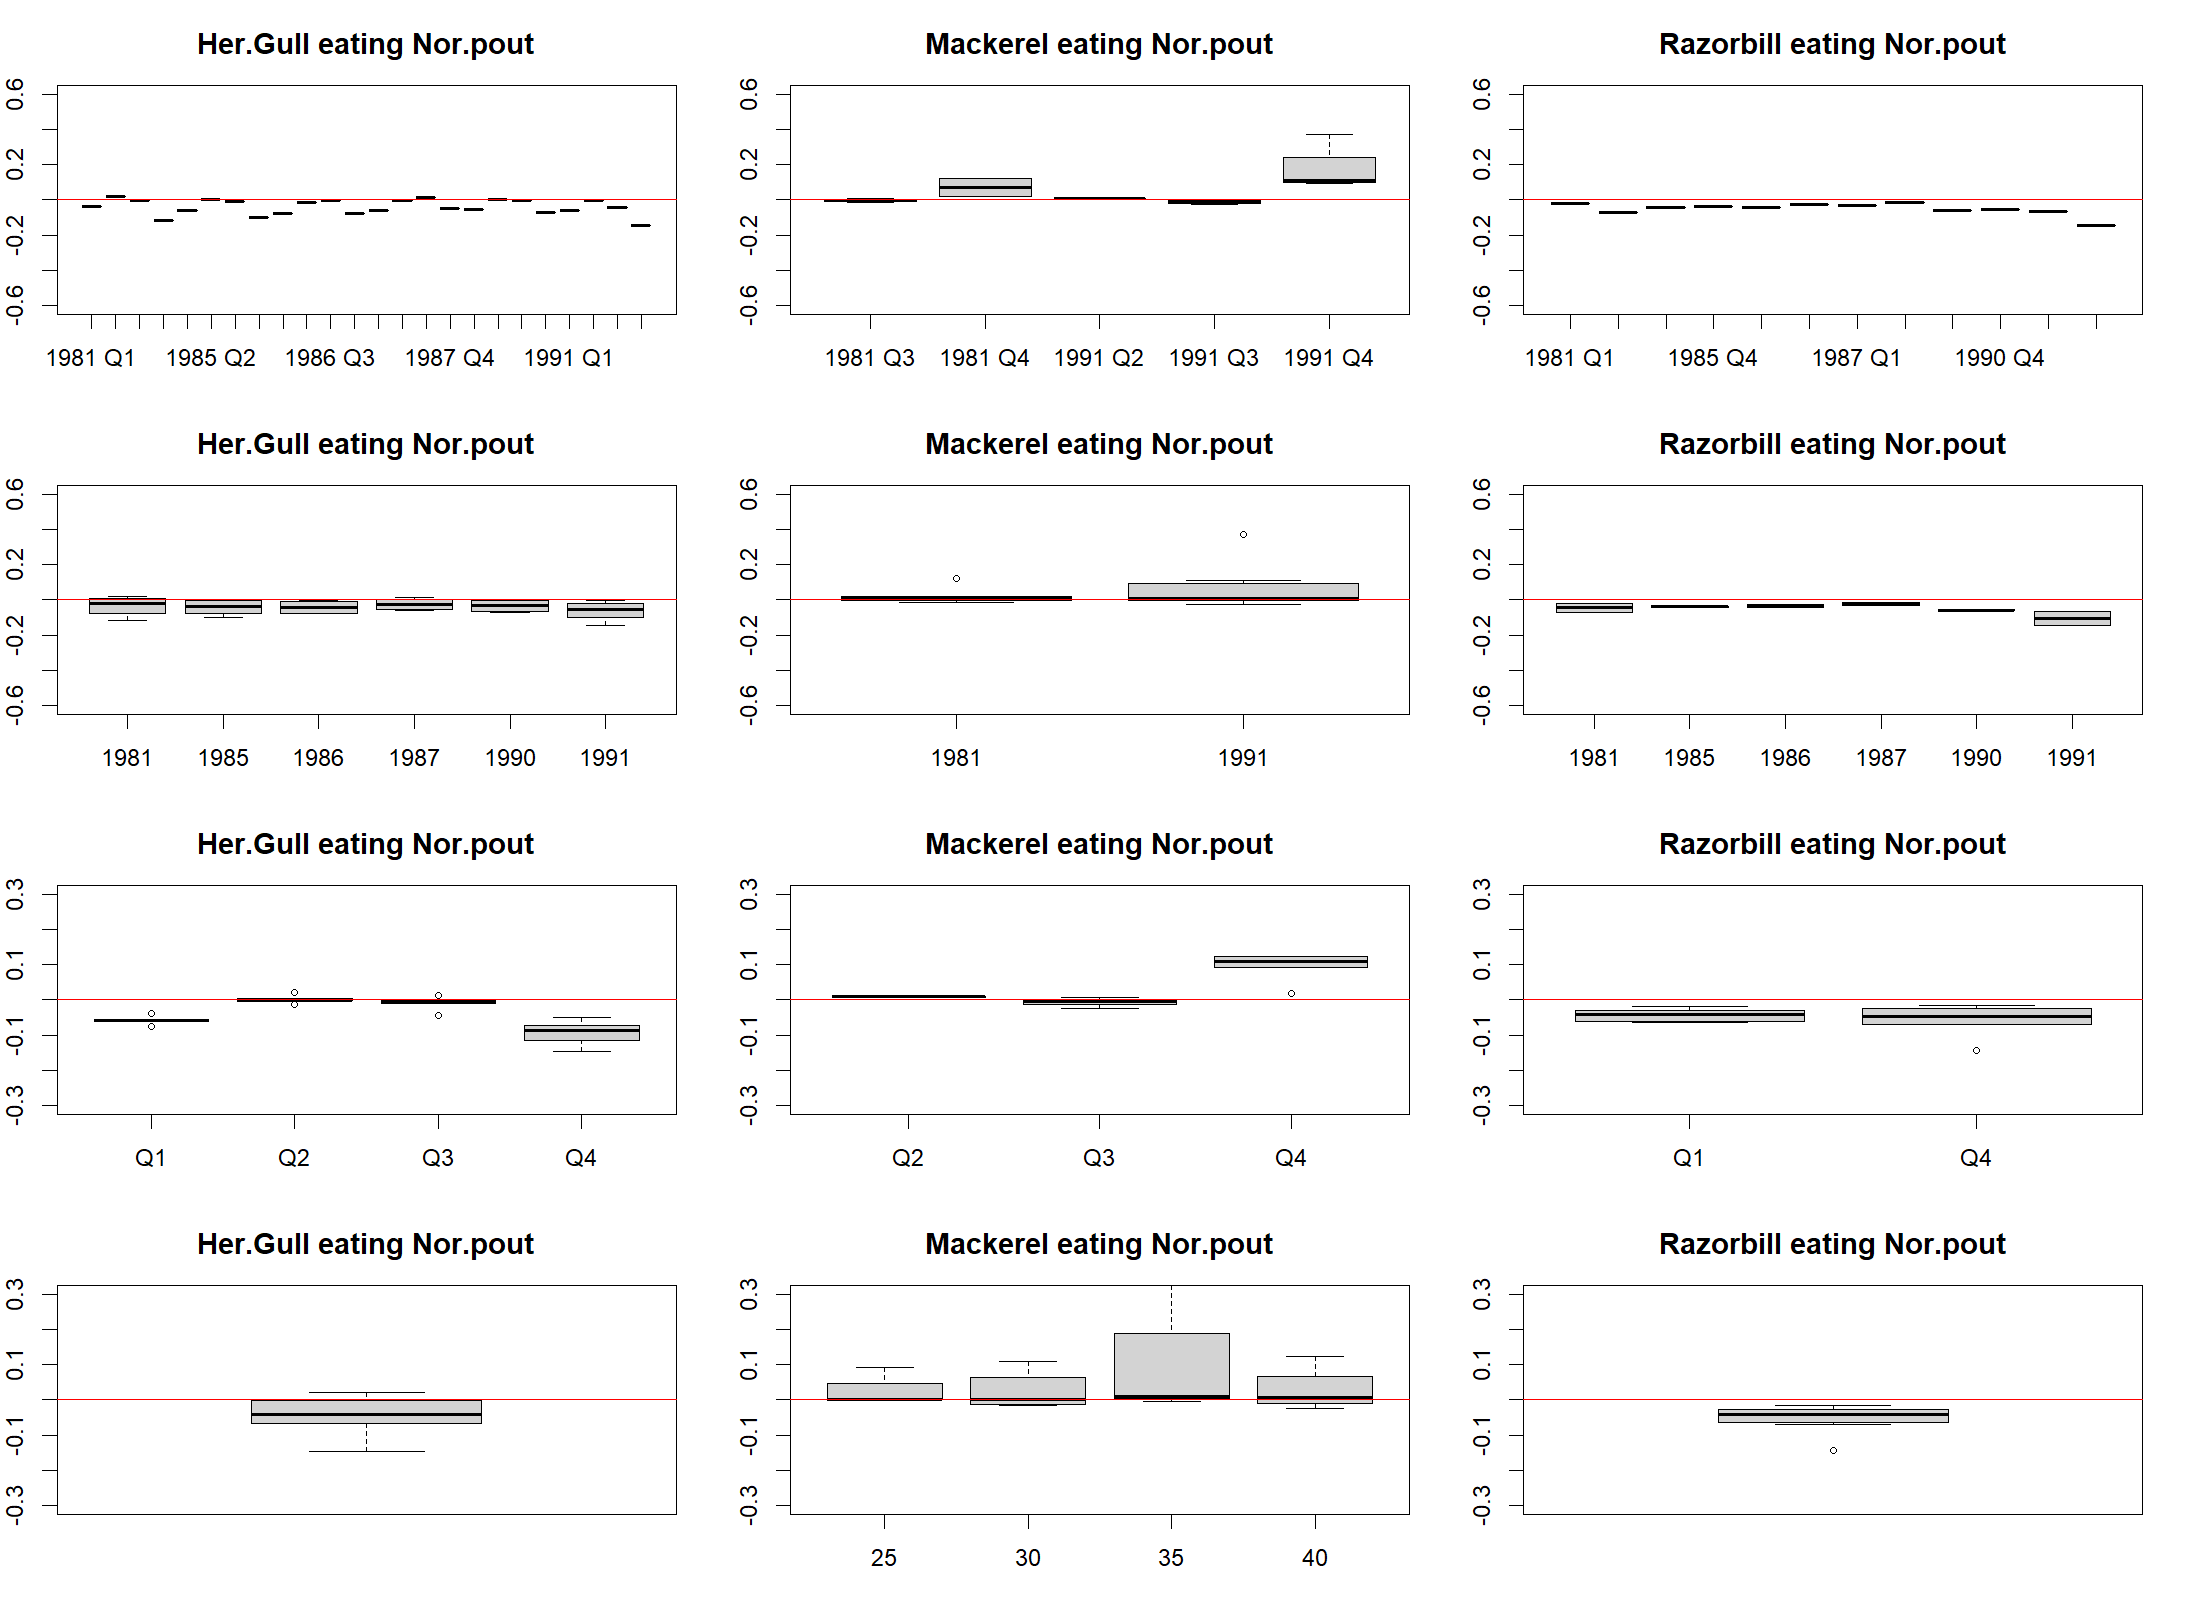 Her.Gull eating Nor.pout
0.6
0.2
-0.2
-0.6
1981 Q1 1985 Q2 1986 Q3 1987 Q4 1991 Q1
Mackerel eating Nor.pout
0.6
0.2
-0.2
-0.6
1981 Q3 1981 Q4 1991 Q2 1991 Q3 1991 Q4
Razorbill eating Nor.pout
0.6
0.2
-0.2
-0.6
1981 Q1 1985 Q4 1987 Q1 1990 Q4
Her.Gull eating Nor.pout
0.6
0.2
-0.2
-0.6
1981 1985 1986 1987 1990 1991
Mackerel eating Nor.pout
0.6
0.2
-0.2
-0.6
1981 1991
Razorbill eating Nor.pout
0.6
0.2
-0.2
-0.6
1981 1985 1986 1987 1990 1991
Her.Gull eating Nor.pout
0.3
0.1
-0.1
-0.3
Q1 Q2 Q3 Q4
Mackerel eating Nor.pout
0.3
0.1
-0.1
-0.3
Q2 Q3 Q4
Razorbill eating Nor.pout
0.3
0.1
-0.1
-0.3
Q1 Q4
Her.Gull eating Nor.pout
0.3
0.1
-0.1
-0.3
Mackerel eating Nor.pout
0.3
0.1
-0.1
-0.3
25 30 35 40
Razorbill eating Nor.pout
0.3
0.1
-0.1
-0.3